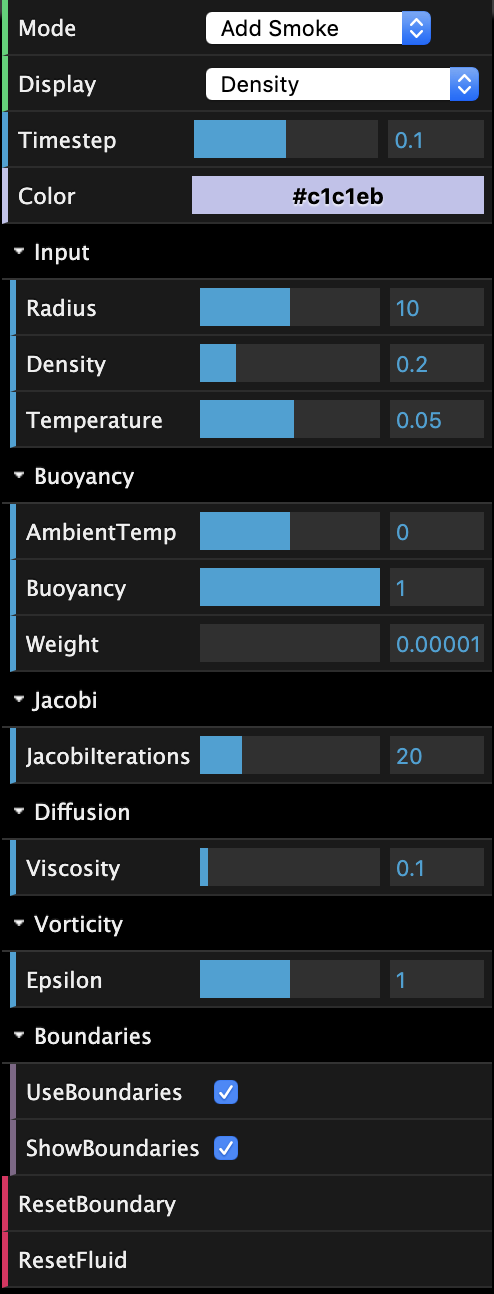 Mode Add Smoke
Display Density
Timestep 0.1
Color #c1c1eb
Input
Radius 10
Density 0.2
Temperature 0.05
Buoyancy
AmbientTemp 0
Buoyancy 1
Weight 0.00001
Jacobi
JacobiIterations 20
Diffusion
Viscosity 0.1
Vorticity
Epsilon 1
Boundaries
UseBoundaries
ShowBoundaries
ResetBoundary
ResetFluid